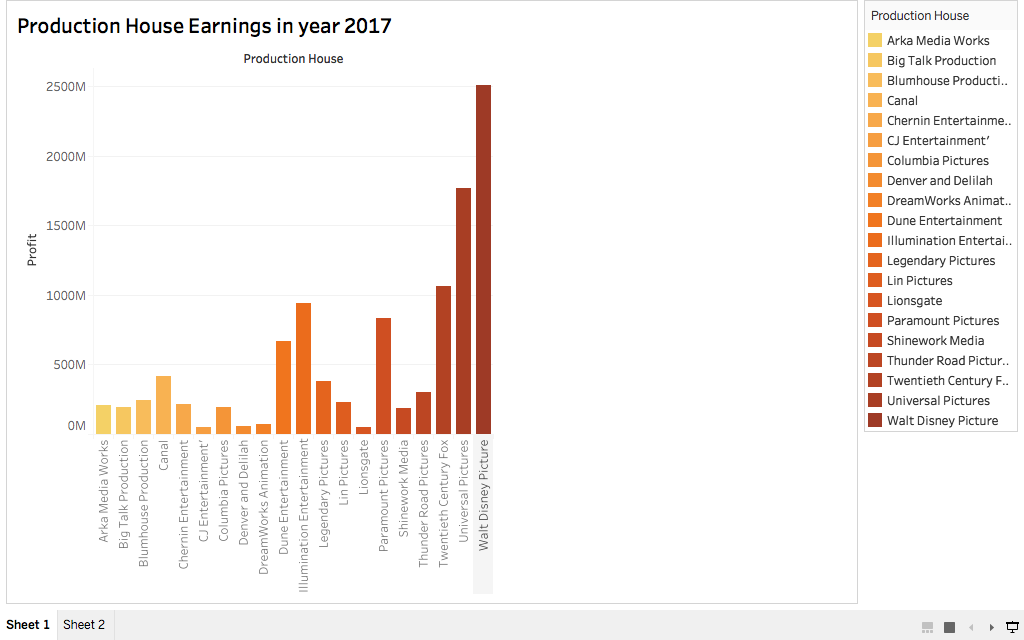 Production House Earnings in year 2017
Production House
2500M
2000M
1500M
1000M
500M
0M
Profit
Arka Media Works
Big Talk Production
Blumhouse Production
Canal
Chernin Entertainment
CJ Entertainment’
Columbia Pictures
Denver and Delilah
DreamWorks Animation
Dune Entertainment
Illumination Entertainment
Legendary Pictures
Lin Pictures
Lionsgate
Paramount Pictures
Shinework Media
Thunder Road Pictures
Twentieth Century Fox
Universal Pictures
Walt Disney Picture
Production House
Arka Media Works
Big Talk Production
Blumhouse Producti..
Canal
Chernin Entertainme..
CJ Entertainment’
Columbia Pictures
Denver and Delilah
DreamWorks Animat..
Dune Entertainment
Illumination Entertai..
Legendary Pictures
Lin Pictures
Lionsgate
Paramount Pictures
Shinework Media
Thunder Road Pictur..
Twentieth Century F..
Universal Pictures
Walt Disney Picture
Sheet 1
Sheet 2